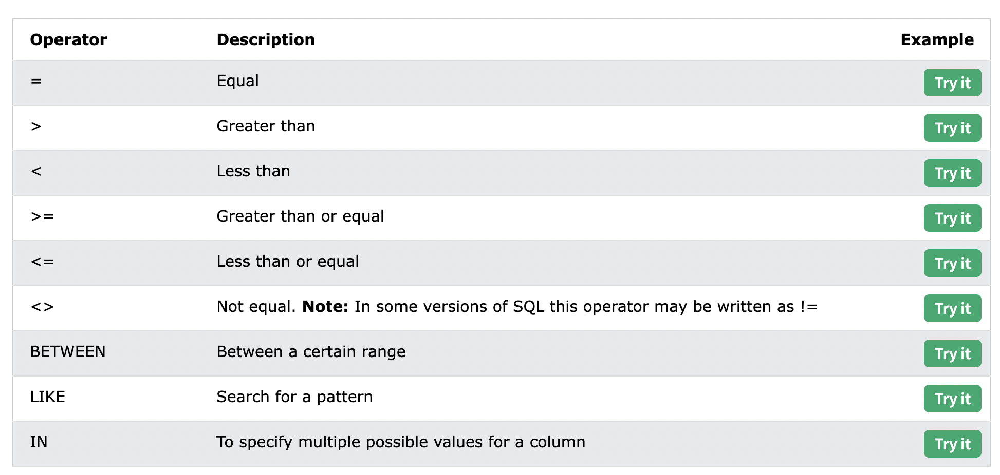 Operator Description Example
= Equal Try it
> Greater than Try it
< Less than Try it
>= Greater than or equal Try it
<= Less than or equal Try it
<> Not equal. Note: In some versions of SQL this operator may be written as != Try it
BETWEEN Between a certain range Try it
LIKE Search for a pattern Try it
IN To specify multiple possible values for a column Try it